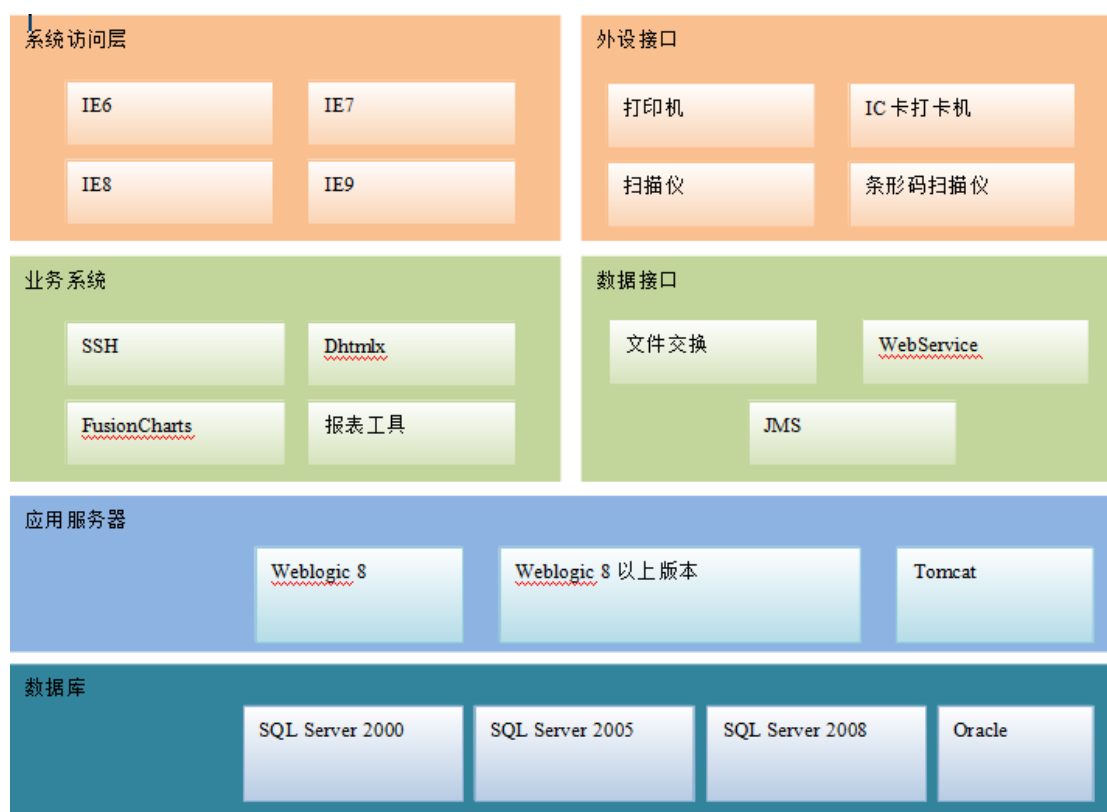 系统访问层
IE6
IE7
IE8
IE9
外设接口
打印机
IC卡打卡机
扫描仪
条形码扫描仪
业务系统
SSH
Dhtmlx
FusionCharts
报表工具
数据接口
文件交换
WebService
JMS
应用服务器
Weblogic 8
Weblogic 8 以上版本
Tomcat
数据库
SQL Server 2000
SQL Server 2005
SQL Server 2008
Oracle